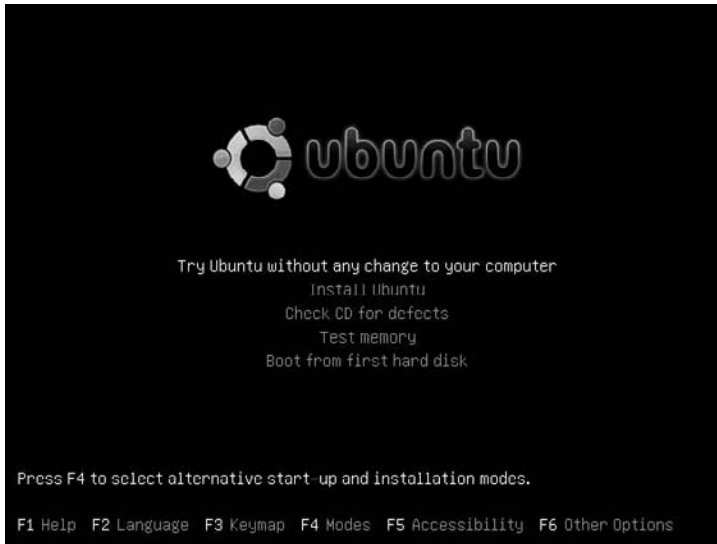 ubuntu
Try Ubuntu without any change to your computer
Install Ubuntu
Check CD for defects
Test memory
Boot from first hard disk
Press F4 to select alternative start-up and installation modes.
F1 Help F2 Language F3 Keymap F4 Modes F5 Accessibility F6 Other Options